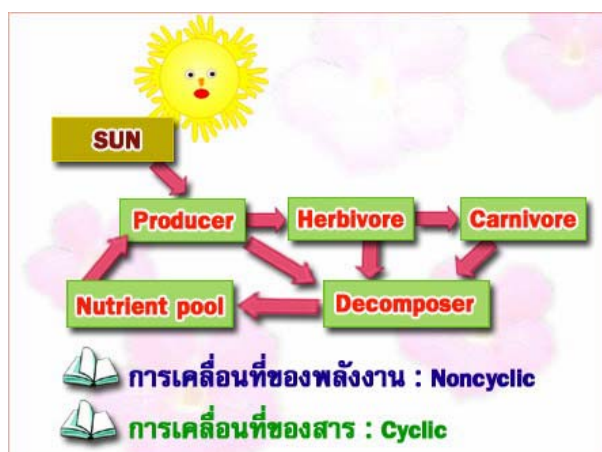 SUN
Producer
Herbivore
Carnivore
Nutrient pool
Decomposer
การเคลื่อนที่ของพลังงาน : Noncyclic
การเคลื่อนที่ของสาร : Cyclic